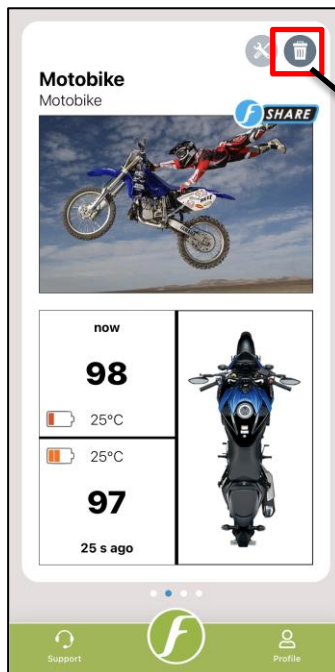 Motobike
Motobike
f SHARE
now
98
25°C
25°C
97
25 s ago
f
Support
Profile